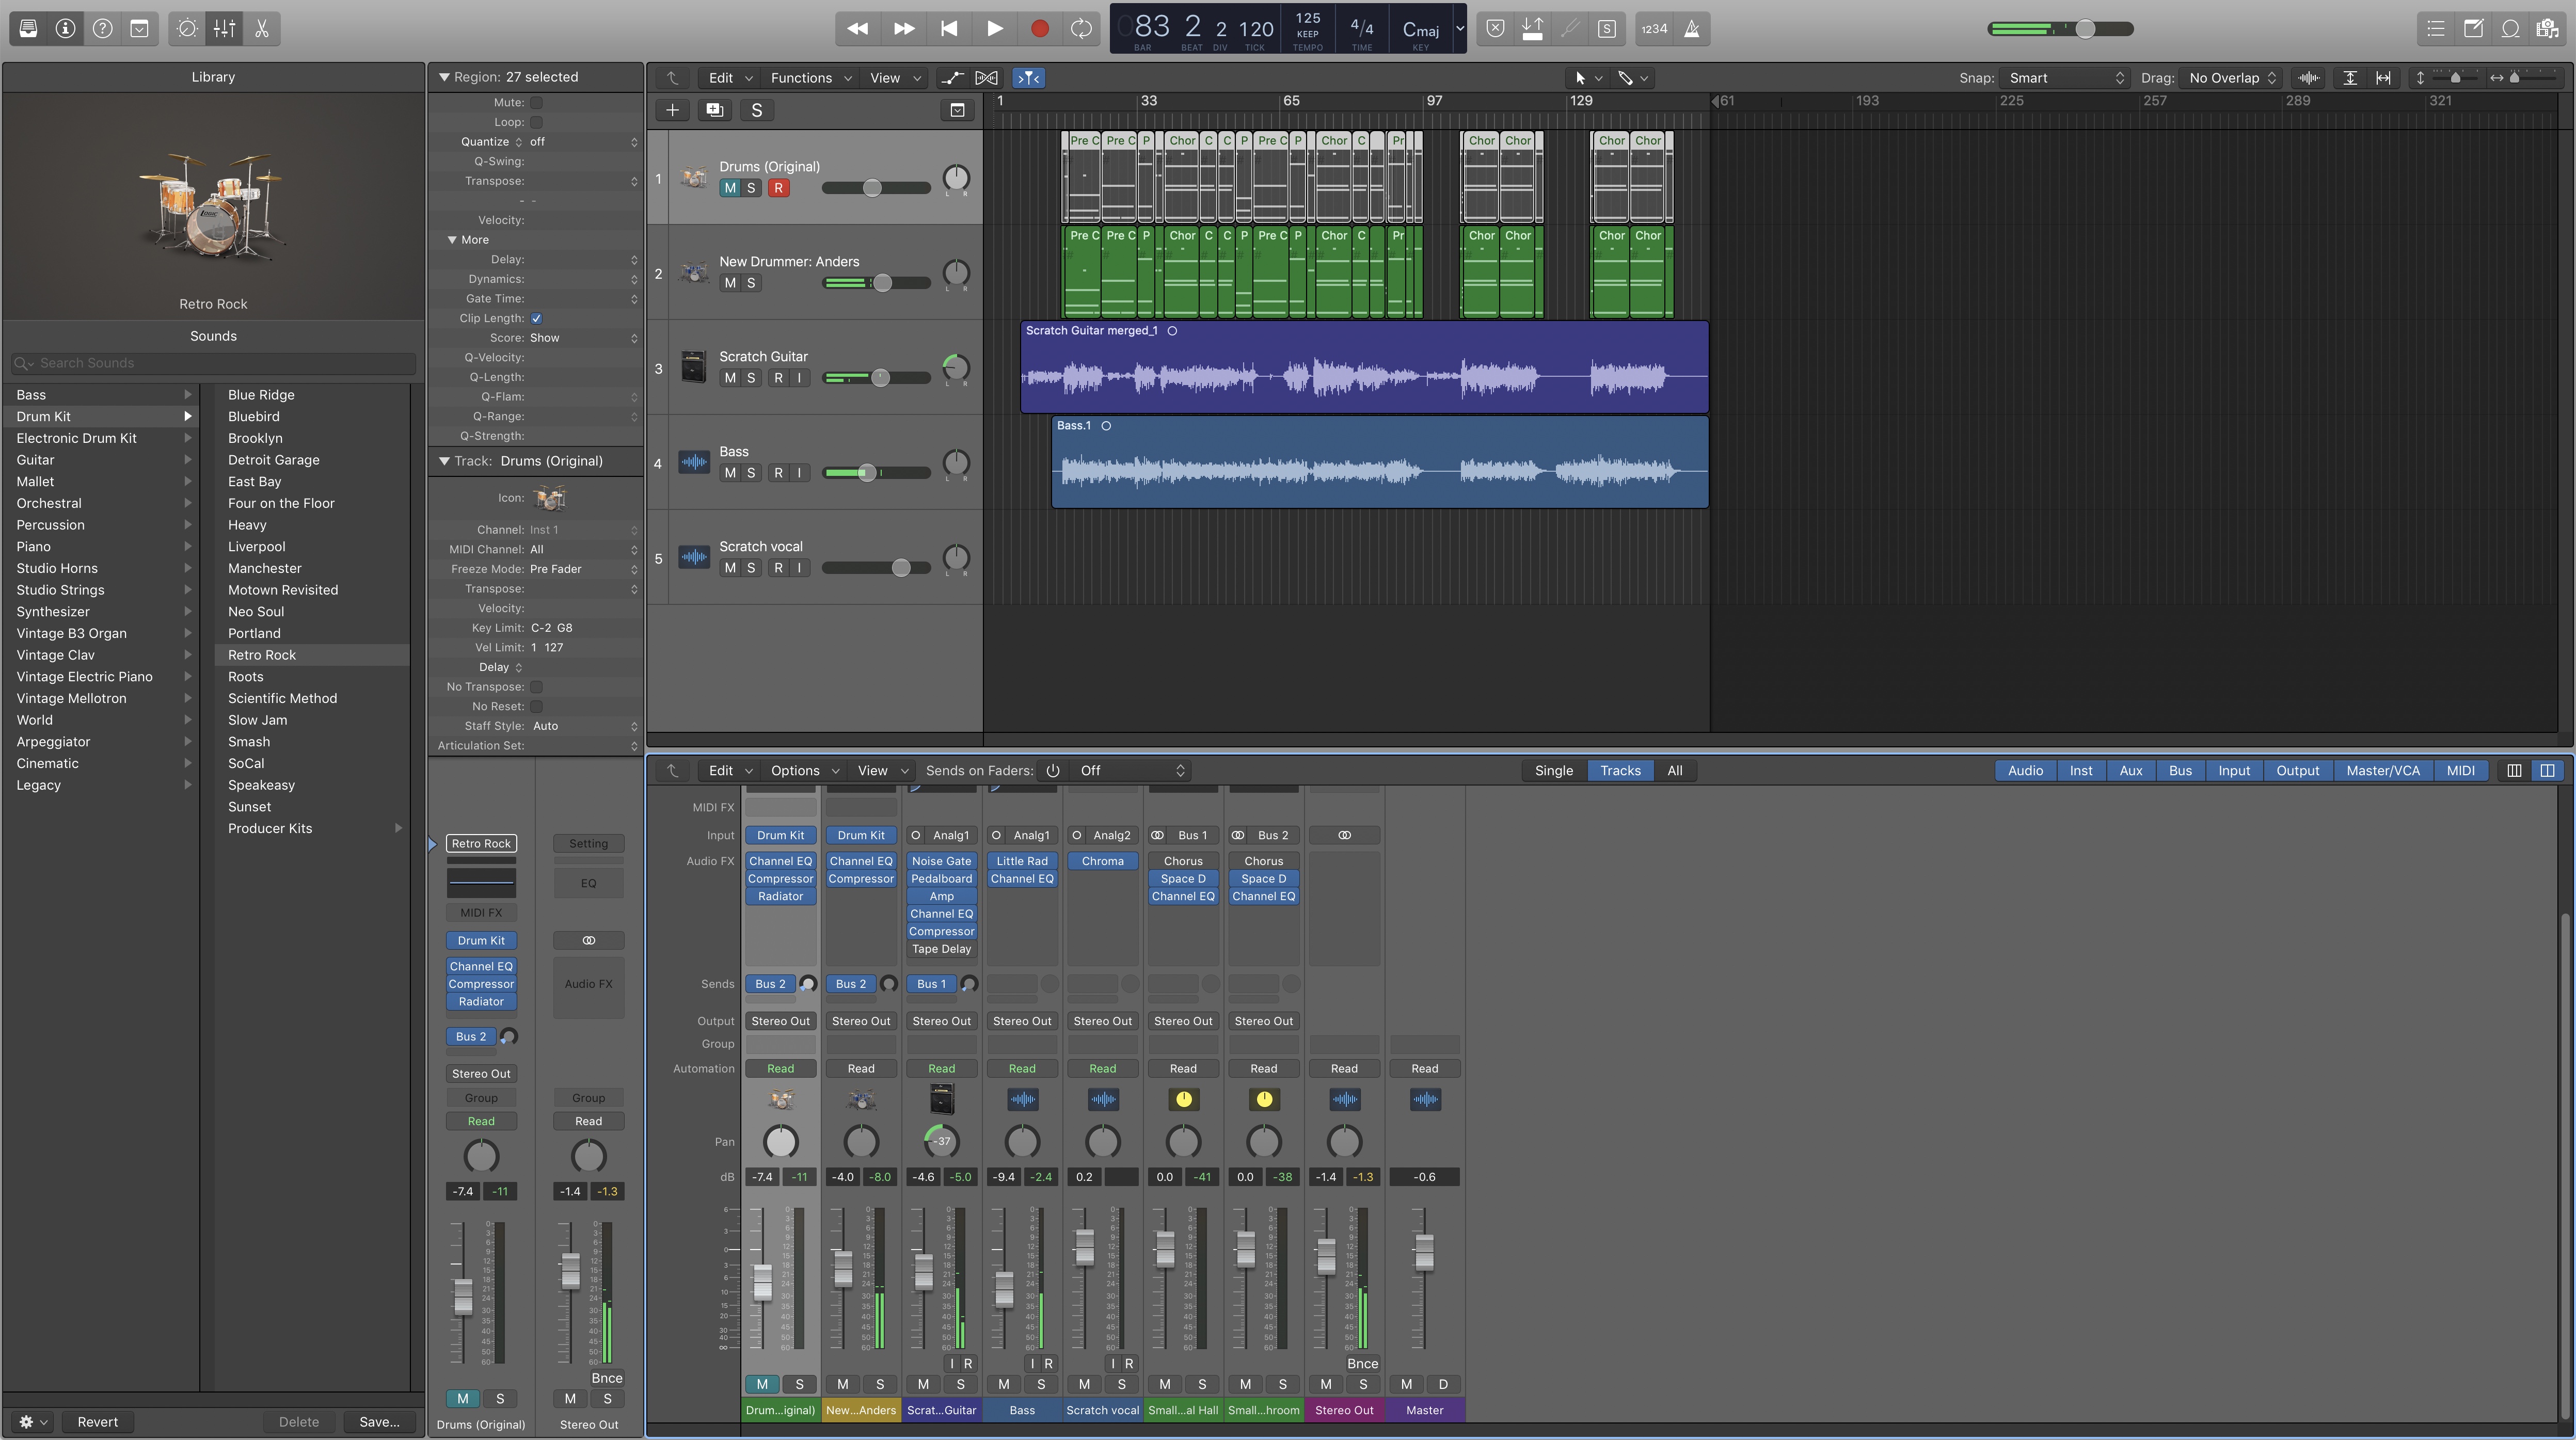 083 2 2 120 125 KEEP 4/4 Cmaj
BAR BEAT DIV TICK TEMPO TIME KEY
S 1234
Library
Retro Rock
Sounds
Search Sounds
Bass
Drum Kit
Electronic Drum Kit
Guitar
Mallet
Orchestral
Percussion
Piano
Studio Horns
Studio Strings
Synthesizer
Vintage B3 Organ
Vintage Clav
Vintage Electric Piano
Vintage Mellotron
World
Arpeggiator
Cinematic
Legacy
Blue Ridge
Bluebird
Brooklyn
Detroit Garage
East Bay
Four on the Floor
Heavy
Liverpool
Manchester
Motown Revisited
Neo Soul
Portland
Retro Rock
Roots
Scientific Method
Slow Jam
Smash
SoCal
Speakeasy
Sunset
Producer Kits
Revert Delete Save...
Region: 27 selected
Mute:
Loop:
Quantize off
Q-Swing:
Transpose:
- -
Velocity:
More
Delay:
Dynamics:
Gate Time:
Clip Length:
Score: Show
Q-Velocity:
Q-Length:
Q-Flam:
Q-Range:
Q-Strength:
Track: Drums (Original)
Icon:
Channel: Inst 1
MIDI Channel: All
Freeze Mode: Pre Fader
Transpose:
Velocity:
Key Limit: C-2 G8
Vel Limit: 1 127
Delay
No Transpose:
No Reset:
Staff Style: Auto
Articulation Set:
Retro Rock Setting
EQ
MIDI FX
Drum Kit
Channel EQ
Compressor Audio FX
Radiator
Bus 2
Stereo Out
Group Group
Read Read
-7.4 -11 -1.4 -1.3
Bnce
M S M S
Drums (Original) Stereo Out
Edit Functions View Snap: Smart Drag: No Overlap
S 1 33 65 97 129 61 193 225 257 289 321
1 Drums (Original)
M S R L R
Pre C Pre C P Chor C C P Pre C P Chor C Pr Chor Chor Chor Chor
2 New Drummer: Anders
M S L R
Pre C Pre C P Chor C C P Pre C P Chor C Pr Chor Chor Chor Chor
3 Scratch Guitar
M S R I L R
Scratch Guitar merged_1
4 Bass
M S R I L R
Bass.1
5 Scratch vocal
M S R I L R
Edit Options View Sends on Faders: Off Single Tracks All Audio Inst Aux Bus Input Output Master/VCA MIDI
MIDI FX
Input Drum Kit Drum Kit Analg1 Analg1 Analg2 Bus 1 Bus 2
Audio FX Channel EQ Channel EQ Noise Gate Little Rad Chroma Chorus Chorus
Compressor Compressor Pedalboard Channel EQ Space D Space D
Radiator Amp Channel EQ Channel EQ
Channel EQ
Compressor
Tape Delay
Sends Bus 2 Bus 2 Bus 1
Output Stereo Out Stereo Out Stereo Out Stereo Out Stereo Out Stereo Out Stereo Out
Group
Automation Read Read Read Read Read Read Read Read Read
Pan -37
dB -7.4 -11 -4.0 -8.0 -4.6 -5.0 -9.4 -2.4 0.2 0.0 -41 0.0 -38 -1.4 -1.3 -0.6
I R I R I R Bnce
M S M S M S M S M S M S M S M S M D
Drum...iginal) New...Anders Scrat...Guitar Bass Scratch vocal Small...al Hall Small...hroom Stereo Out Master